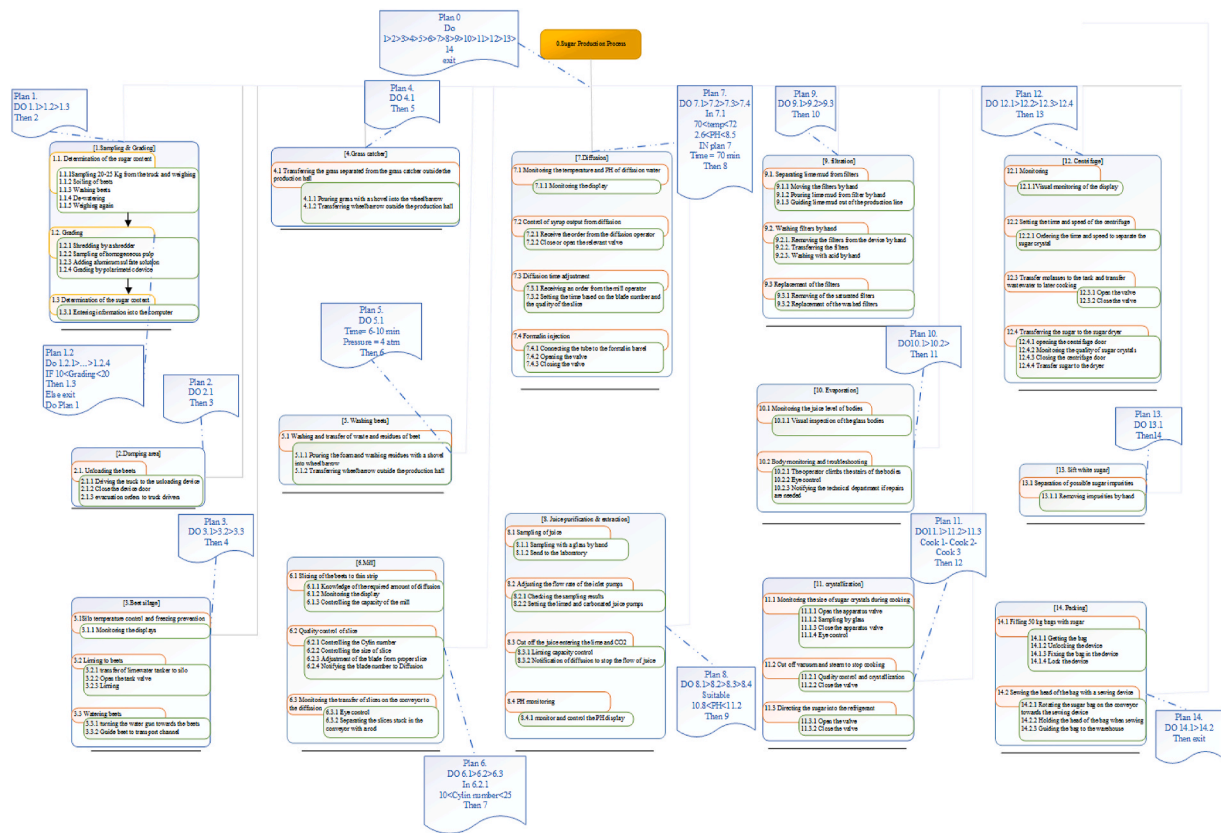 Plan 0
Do
1>2>3>4>5>6>7>8>9>10>11>12>13>
14
exit
0.Sugar Production Process
Plan 1.
DO 1.1>1.2>1.3
Then 2
[1.Sampling & Grading]
1.1. Determination of the sugar content
1.1.1Sampling 20-25 Kg from the truck and weighing
1.1.2 Soiling of beets
1.1.3 Washing beets
1.1.4 De-watering
1.1.5 Weighing again
1.2. Grading
1.2.1 Shredding by a shredder
1.2.2 Sampling of homogeneous pulp
1.2.3 Adding aluminum sulfate solution
1.2.4 Grading by polarimetric device
1.3 Determination of the sugar content
1.3.1 Entering information into the computer
Plan 1.2
Do 1.2.1>....>1.2.4
IF 10<Grading<20
Then 1.3
Else exit
Do Plan 1
Plan 2.
DO 2.1
Then 3
[2.Dumping area]
2.1. Unloading the beets
2.1.1 Driving the truck to the unloading device
2.1.2 Close the device door
2.1.3 evacuation orders to truck drivers
Plan 3.
DO 3.1>3.2>3.3
Then 4
[3.Beet silage]
3.1Silo temperature control and freezing prevention
3.1.1 Monitoring the displays
3.2 Liming to beets
3.2.1 transfer of limewater tanker to silo
3.2.2 Open the tank valve
3.2.3 Liming
3.3 Watering beets
3.3.1 turning the water gun towards the beets
3.3.2 Guide beet to transport channel
Plan 4.
DO 4.1
Then 5
[4.Grass catcher]
4.1 Transferring the grass separated from the grass catcher outside the
production hall
4.1.1 Pouring grass with a shovel into the wheelbarrow
4.1.2 Transferring wheelbarrow outside the production hall
Plan 5.
DO 5.1
Time= 6-10 min
Pressure = 4 atm
Then 6
[5. Washing beets]
5.1 Washing and transfer of waste and residues of beet
5.1.1 Pouring the foam and washing residues with a shovel
into wheelbarrow
5.1.2 Transferring wheelbarrow outside the production hall
[6.Mill]
6.1 Slicing of the beets to thin strip
6.1.1 Knowledge of the required amount of diffusion
6.1.2 Monitoring the display
6.1.3 Controlling the capacity of the mill
6.2 Quality control of slice
6.2.1 Controlling the Cylin number
6.2.2 Controlling the size of slice
6.2.3 Adjustment of the blade from proper slice
6.2.4 Notifying the blade number to Diffusion
6.3 Monitoring the transfer of slices on the conveyor to
the diffusion
6.3.1 Eye control
6.3.2 Separating the slices stuck in the
conveyor with a rod
Plan 6.
DO 6.1>6.2>6.3
In 6.2.1
10<Cylin number<25
Then 7
Plan 7.
DO 7.1>7.2>7.3>7.4
In 7.1
70<temp<72
2.6<PH<8.5
IN plan 7
Time = 70 min
Then 8
[7.Diffusion]
7.1 Monitoring the temperature and PH of diffusion water
7.1.1 Monitoring the display
7.2 Control of syrup output from diffusion
7.2.1 Receive the order from the diffusion operator
7.2.2 Close or open the relevant valve
7.3 Diffusion time adjustment
7.3.1 Receiving an order from the mill operator
7.3.2 Setting the time based on the blade number and
the quality of the slice
7.4 Formalin injection
7.4.1 Connecting the tube to the formalin barrel
7.4.2 Opening the valve
7.4.3 Closing the valve
[8. Juice purification & extraction]
8.1 Sampling of juice
8.1.1 Sampling with a glass by hand
8.1.2 Send to the laboratory
8.2 Adjusting the flow rate of the inlet pumps
8.2.1 Checking the sampling results
8.2.2 Setting the limed and carbonated juice pumps
8.3 Cut off the juice entering the lime and CO2
8.3.1 Liming capacity control
8.3.2 Notification of diffusion to stop the flow of juice
8.4 PH monitoring
8.4.1 monitor and control the PH display
Plan 8.
DO 8.1>8.2>8.3>8.4
Suitable
10.8<PH<11.2
Then 9
Plan 9.
DO 9.1>9.2>9.3
Then 10
[9. filtration]
9.1. Separating lime mud from filters
9.1.1 Moving the filters by hand
9.1.2 Pouring lime mud from filter by hand
9.1.3 Guiding lime mud out of the production line
9.2. Washing filters by hand
9.2.1. Removing the filters from the device by hand
9.2.2. Transferring the filters
9.2.3. Washing with acid by hand
9.3 Replacement of the filters
9.3.1 Removing of the saturated filters
9.3.2 Replacement of the washed filters
Plan 10.
DO10.1>10.2>
Then 11
[10. Evaporation]
10.1 Monitoring the juice level of bodies
10.1.1 Visual inspection of the glass bodies
10.2 Body monitoring and troubleshooting
10.2.1 The operator climbs the stairs of the bodies
10.2.2 Eye control
10.2.3 Notifying the technical department if repairs
are needed
Plan 11.
DO11.1>11.2>11.3
Cook 1- Cook 2-
Cook 3
Then 12
[11. crystallization]
11.1 Monitoring the size of sugar crystals during cooking
11.1.1 Open the apparatus valve
11.1.2 Sampling by glass
11.1.3 Close the apparatus valve
11.1.4 Eye control
11.2 Cut off vacuum and steam to stop cooking
11.2.1 Quality control and crystallization
11.2.2 Close the valve
11.3 Directing the sugar into the refrigerator
11.3.1 Open the valve
11.3.2 Close the valve
Plan 12.
DO 12.1>12.2>12.3>12.4
Then 13
[12. Centrifuge]
12.1 Monitoring
12.1.1Visual monitoring of the display
12.2 Setting the time and speed of the centrifuge
12.2.1 Ordering the time and speed to separate the
sugar crystal
12.3 Transfer molasses to the tank and transfer
wastewater to later cooking
12.3.1 Open the valve
12.3.2 Close the valve
12.4 Transferring the sugar to the sugar dryer
12.4.1 opening the centrifuge door
12.4.2 Monitoring the quality of sugar crystals
12.4.3 Closing the centrifuge door
12.4.4 Transfer sugar to the dryer
Plan 13.
DO 13.1
Then14
[13. Sift white sugar]
13.1 Separation of possible sugar impurities
13.1.1 Removing impurities by hand
[14. Packing]
14.1 Filling 50 kg bags with sugar
14.1.1 Getting the bag
14.1.2 Unlocking the device
14.1.3 Fixing the bag in the device
14.1.4 Lock the device
14.2 Sewing the head of the bag with a sewing device
14.2.1 Rotating the sugar bag on the conveyor
towards the sewing device
14.2.2 Holding the head of the bag when sewing
14.2.3 Guiding the bag to the warehouse
Plan 14.
DO 14.1>14.2
Then exit